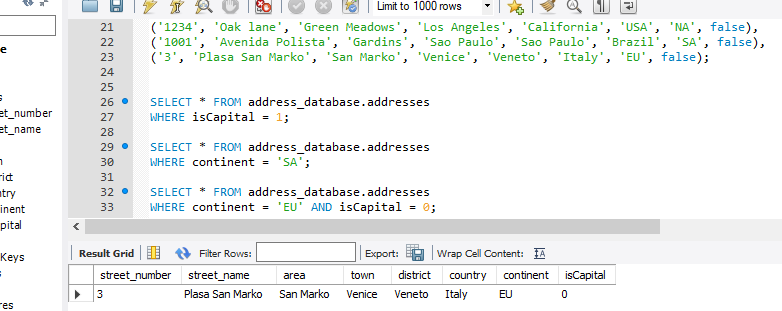 Limit to 1000 rows
21 ('1234', 'Oak lane', 'Green Meadows', 'Los Angeles', 'California', 'USA', 'NA', false),
22 ('1001', 'Avenida Polista', 'Gardins', 'Sao Paulo', 'Sao Paulo', 'Brazil', 'SA', false),
23 ('3', 'Plasa San Marko', 'San Marko', 'Venice', 'Veneto', 'Italy', 'EU', false);
24
25
26 SELECT * FROM address_database.addresses
27 WHERE isCapital = 1;
28
29 SELECT * FROM address_database.addresses
30 WHERE continent = 'SA';
31
32 SELECT * FROM address_database.addresses
33 WHERE continent = 'EU' AND isCapital = 0;
e
s
et_number
et_name
n
rict
ntry
tinent
apital
Keys
s
res
Result Grid Filter Rows: Export: Wrap Cell Content: IA
street_number street_name area town district country continent isCapital
3 Plasa San Marko San Marko Venice Veneto Italy EU 0